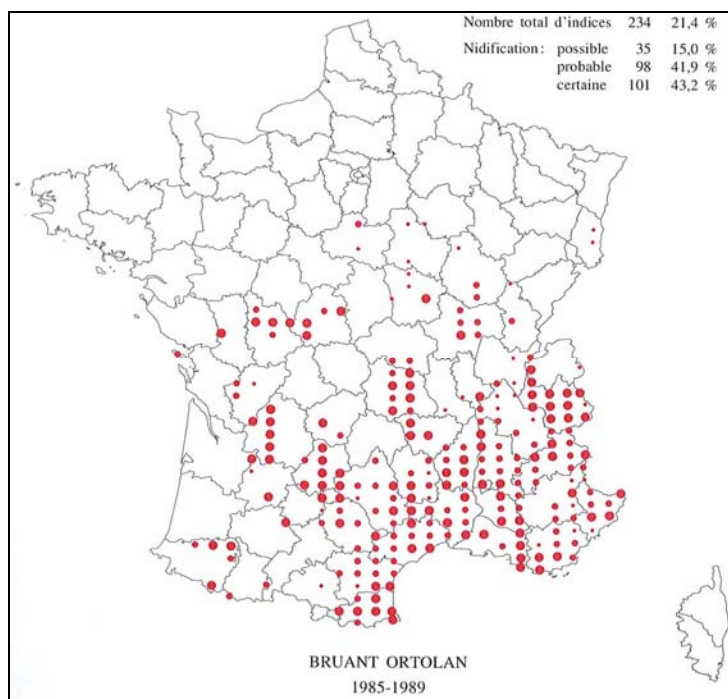 Nombre total d'indices 234 21,4 %
Nidification : possible 35 15,0 %
probable 98 41,9 %
certaine 101 43,2 %
BRUANT ORTOLAN
1985-1989